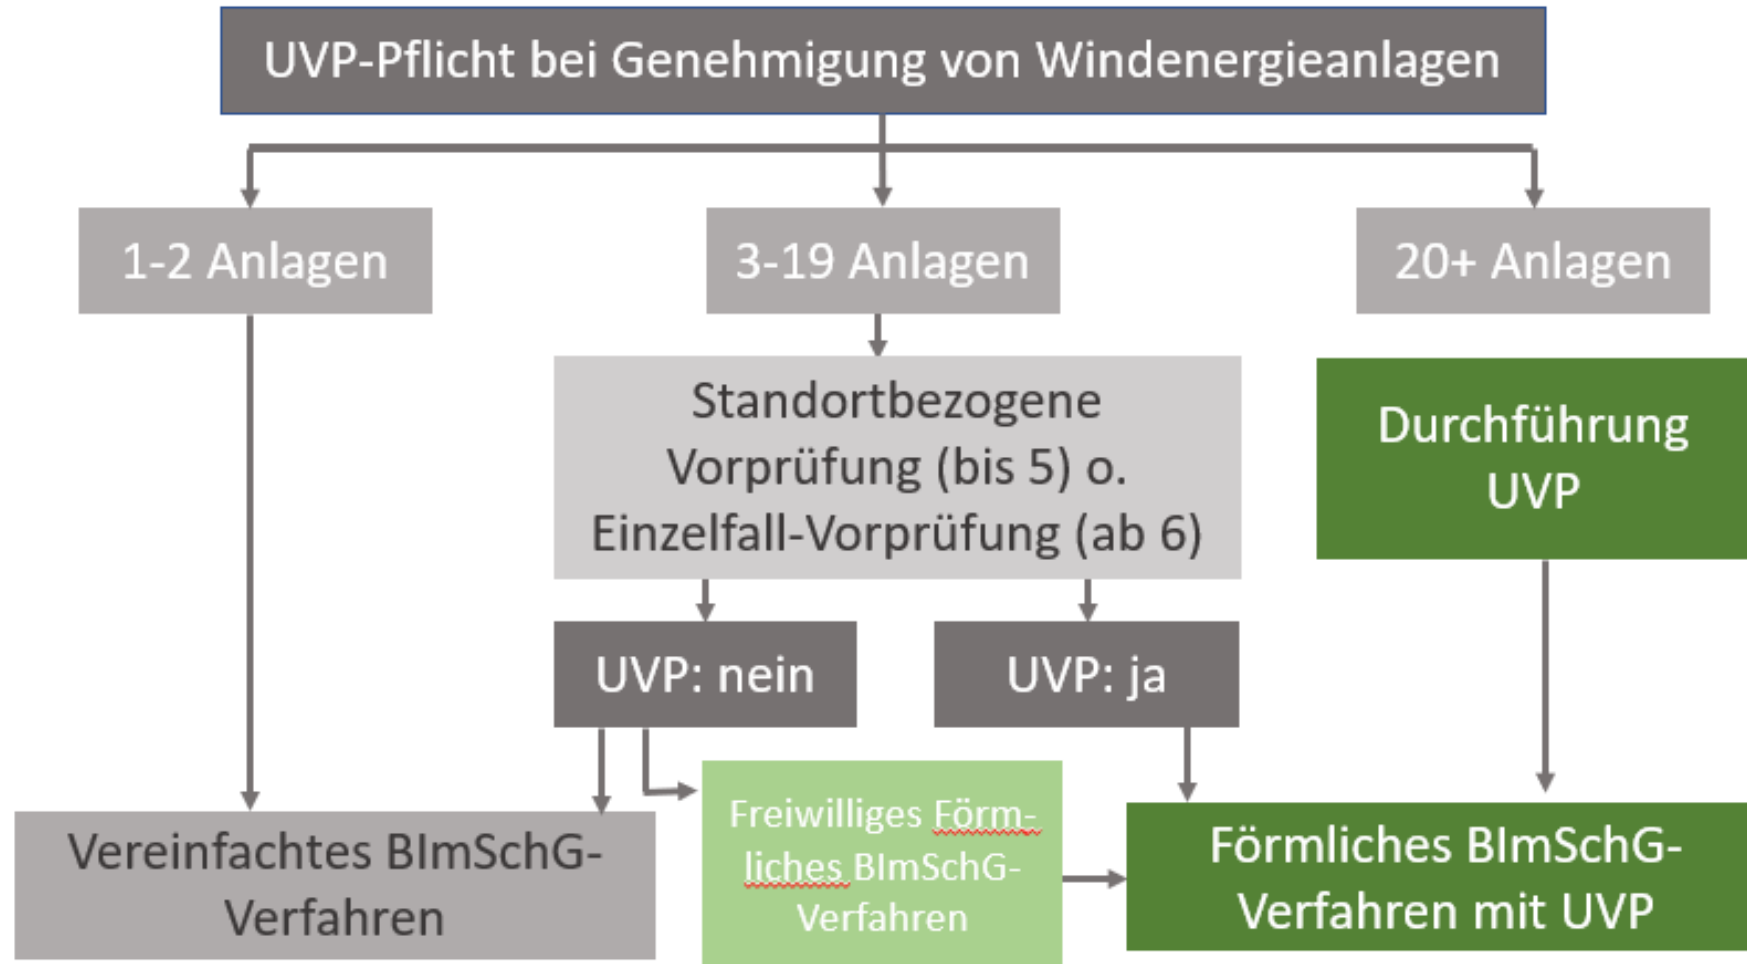 UVP-Pflicht bei Genehmigung von Windenergieanlagen
1-2 Anlagen
3-19 Anlagen
20+ Anlagen
Standortbezogene
Vorprüfung (bis 5) o.
Einzelfall-Vorprüfung (ab 6)
Durchführung
UVP
UVP: nein
UVP: ja
Vereinfachtes BImSchG-
Verfahren
Freiwilliges Förm-
liches BImSchG-
Verfahren
Förmliches BImSchG-
Verfahren mit UVP